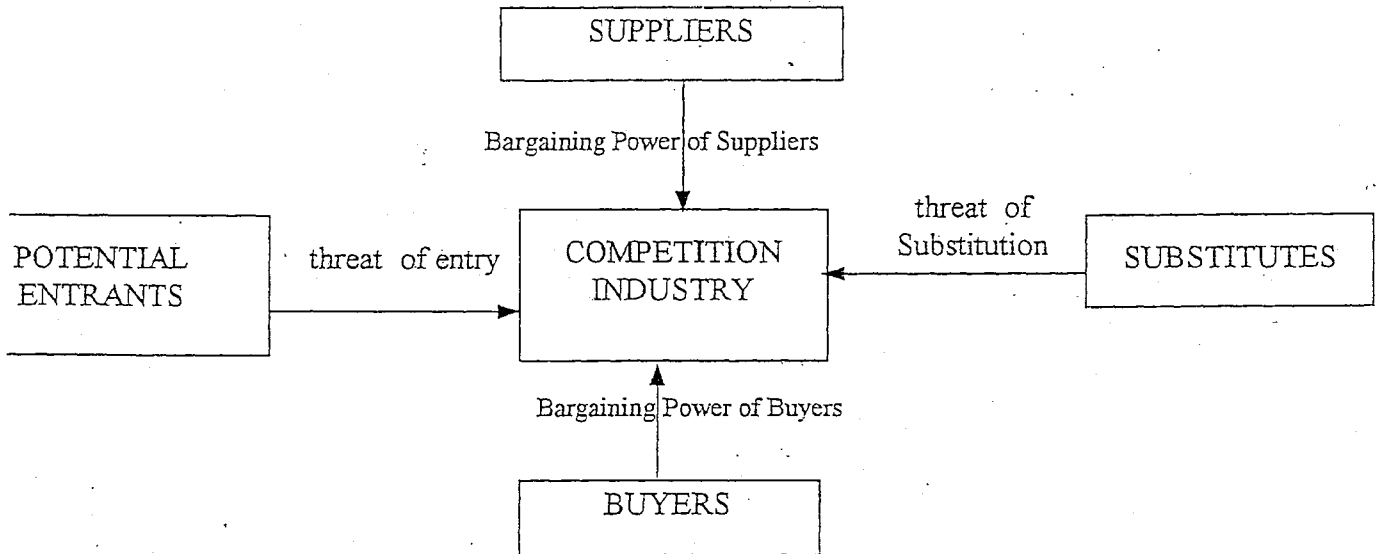 SUPPLIERS
Bargaining Power of Suppliers
threat of
Substitution
SUBSTITUTES
POTENTIAL
ENTRANTS
threat of entry
COMPETITION
INDUSTRY
Bargaining Power of Buyers
BUYERS